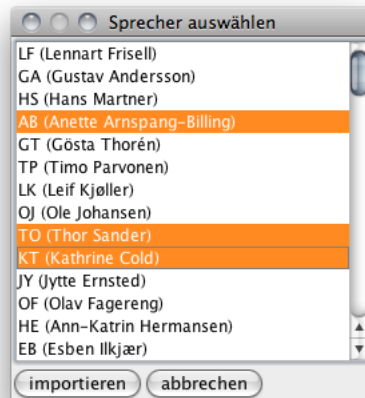 Sprecher auswählen
LF (Lennart Frisell)
GA (Gustav Andersson)
HS (Hans Martner)
AB (Anette Arnspang-Billing)
GT (Gösta Thorén)
TP (Timo Parvonen)
LK (Leif Kjøller)
OJ (Ole Johansen)
TO (Thor Sander)
KT (Kathrine Cold)
JY (Jytte Ernsted)
OF (Olav Fagereng)
HE (Ann-Katrin Hermansen)
EB (Esben Ilkjær)
importieren abbrechen